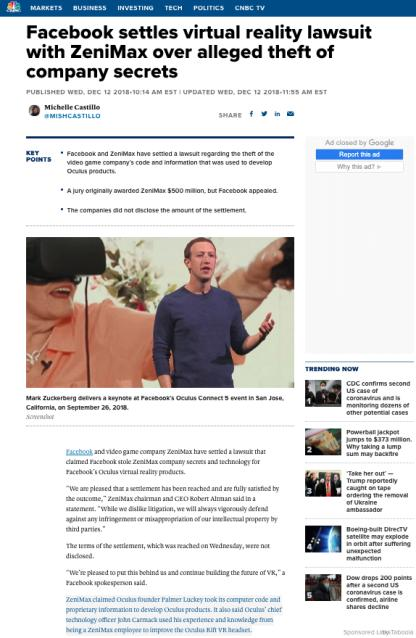 MARKETS BUSINESS INVESTING TECH POLITICS CNBC TV
Facebook settles virtual reality lawsuit
with ZeniMax over alleged theft of
company secrets
PUBLISHED WED, DEC 12 2018•10:14 AM EST | UPDATED WED, DEC 12 2018•11:55 AM EST
Michelle Castillo
@MISHCASTILLO
SHARE
KEY
POINTS
• Facebook and ZeniMax have settled a lawsuit regarding the theft of the
video game company's code and information that was used to develop
Oculus products.
• A jury originally awarded ZeniMax $500 million, but Facebook appealed.
• The companies did not disclose the amount of the settlement.
Mark Zuckerberg delivers a keynote at Facebook's Oculus Connect 5 event in San Jose,
California, on September 26, 2018.
Screenshot
Facebook and video game company ZeniMax have settled a lawsuit that
claimed Facebook stole ZeniMax company secrets and technology for
Facebook's Oculus virtual reality products.
"We are pleased that a settlement has been reached and are fully satisfied by
the outcome," ZeniMax chairman and CEO Robert Altman said in a
statement. "While we dislike litigation, we will always vigorously defend
against any infringement or misappropriation of our intellectual property by
third parties."
The terms of the settlement, which was reached on Wednesday, were not
disclosed.
"We're pleased to put this behind us and continue building the future of VR," a
Facebook spokesperson said.
ZeniMax claimed Oculus founder Palmer Luckey took its computer code and
proprietary information to develop Oculus products. It also said Oculus' chief
technology officer John Carmack used his experience and knowledge from
being a ZeniMax employee to improve the Oculus Rift VR headset.
Ad closed by Google
Report this ad
Why this ad?
TRENDING NOW
1
CDC confirms second
US case of
coronavirus and is
monitoring dozens of
other potential cases
2
Powerball jackpot
jumps to $373 million.
Why taking a lump
sum may backfire
3
'Take her out' —
Trump reportedly
caught on tape
ordering the removal
of Ukraine
ambassador
4
Boeing-built DirecTV
satellite may explode
in orbit after suffering
unexpected
malfunction
5
Dow drops 200 points
after a second US
coronavirus case is
confirmed, airline
shares decline
Sponsored Links by Taboola